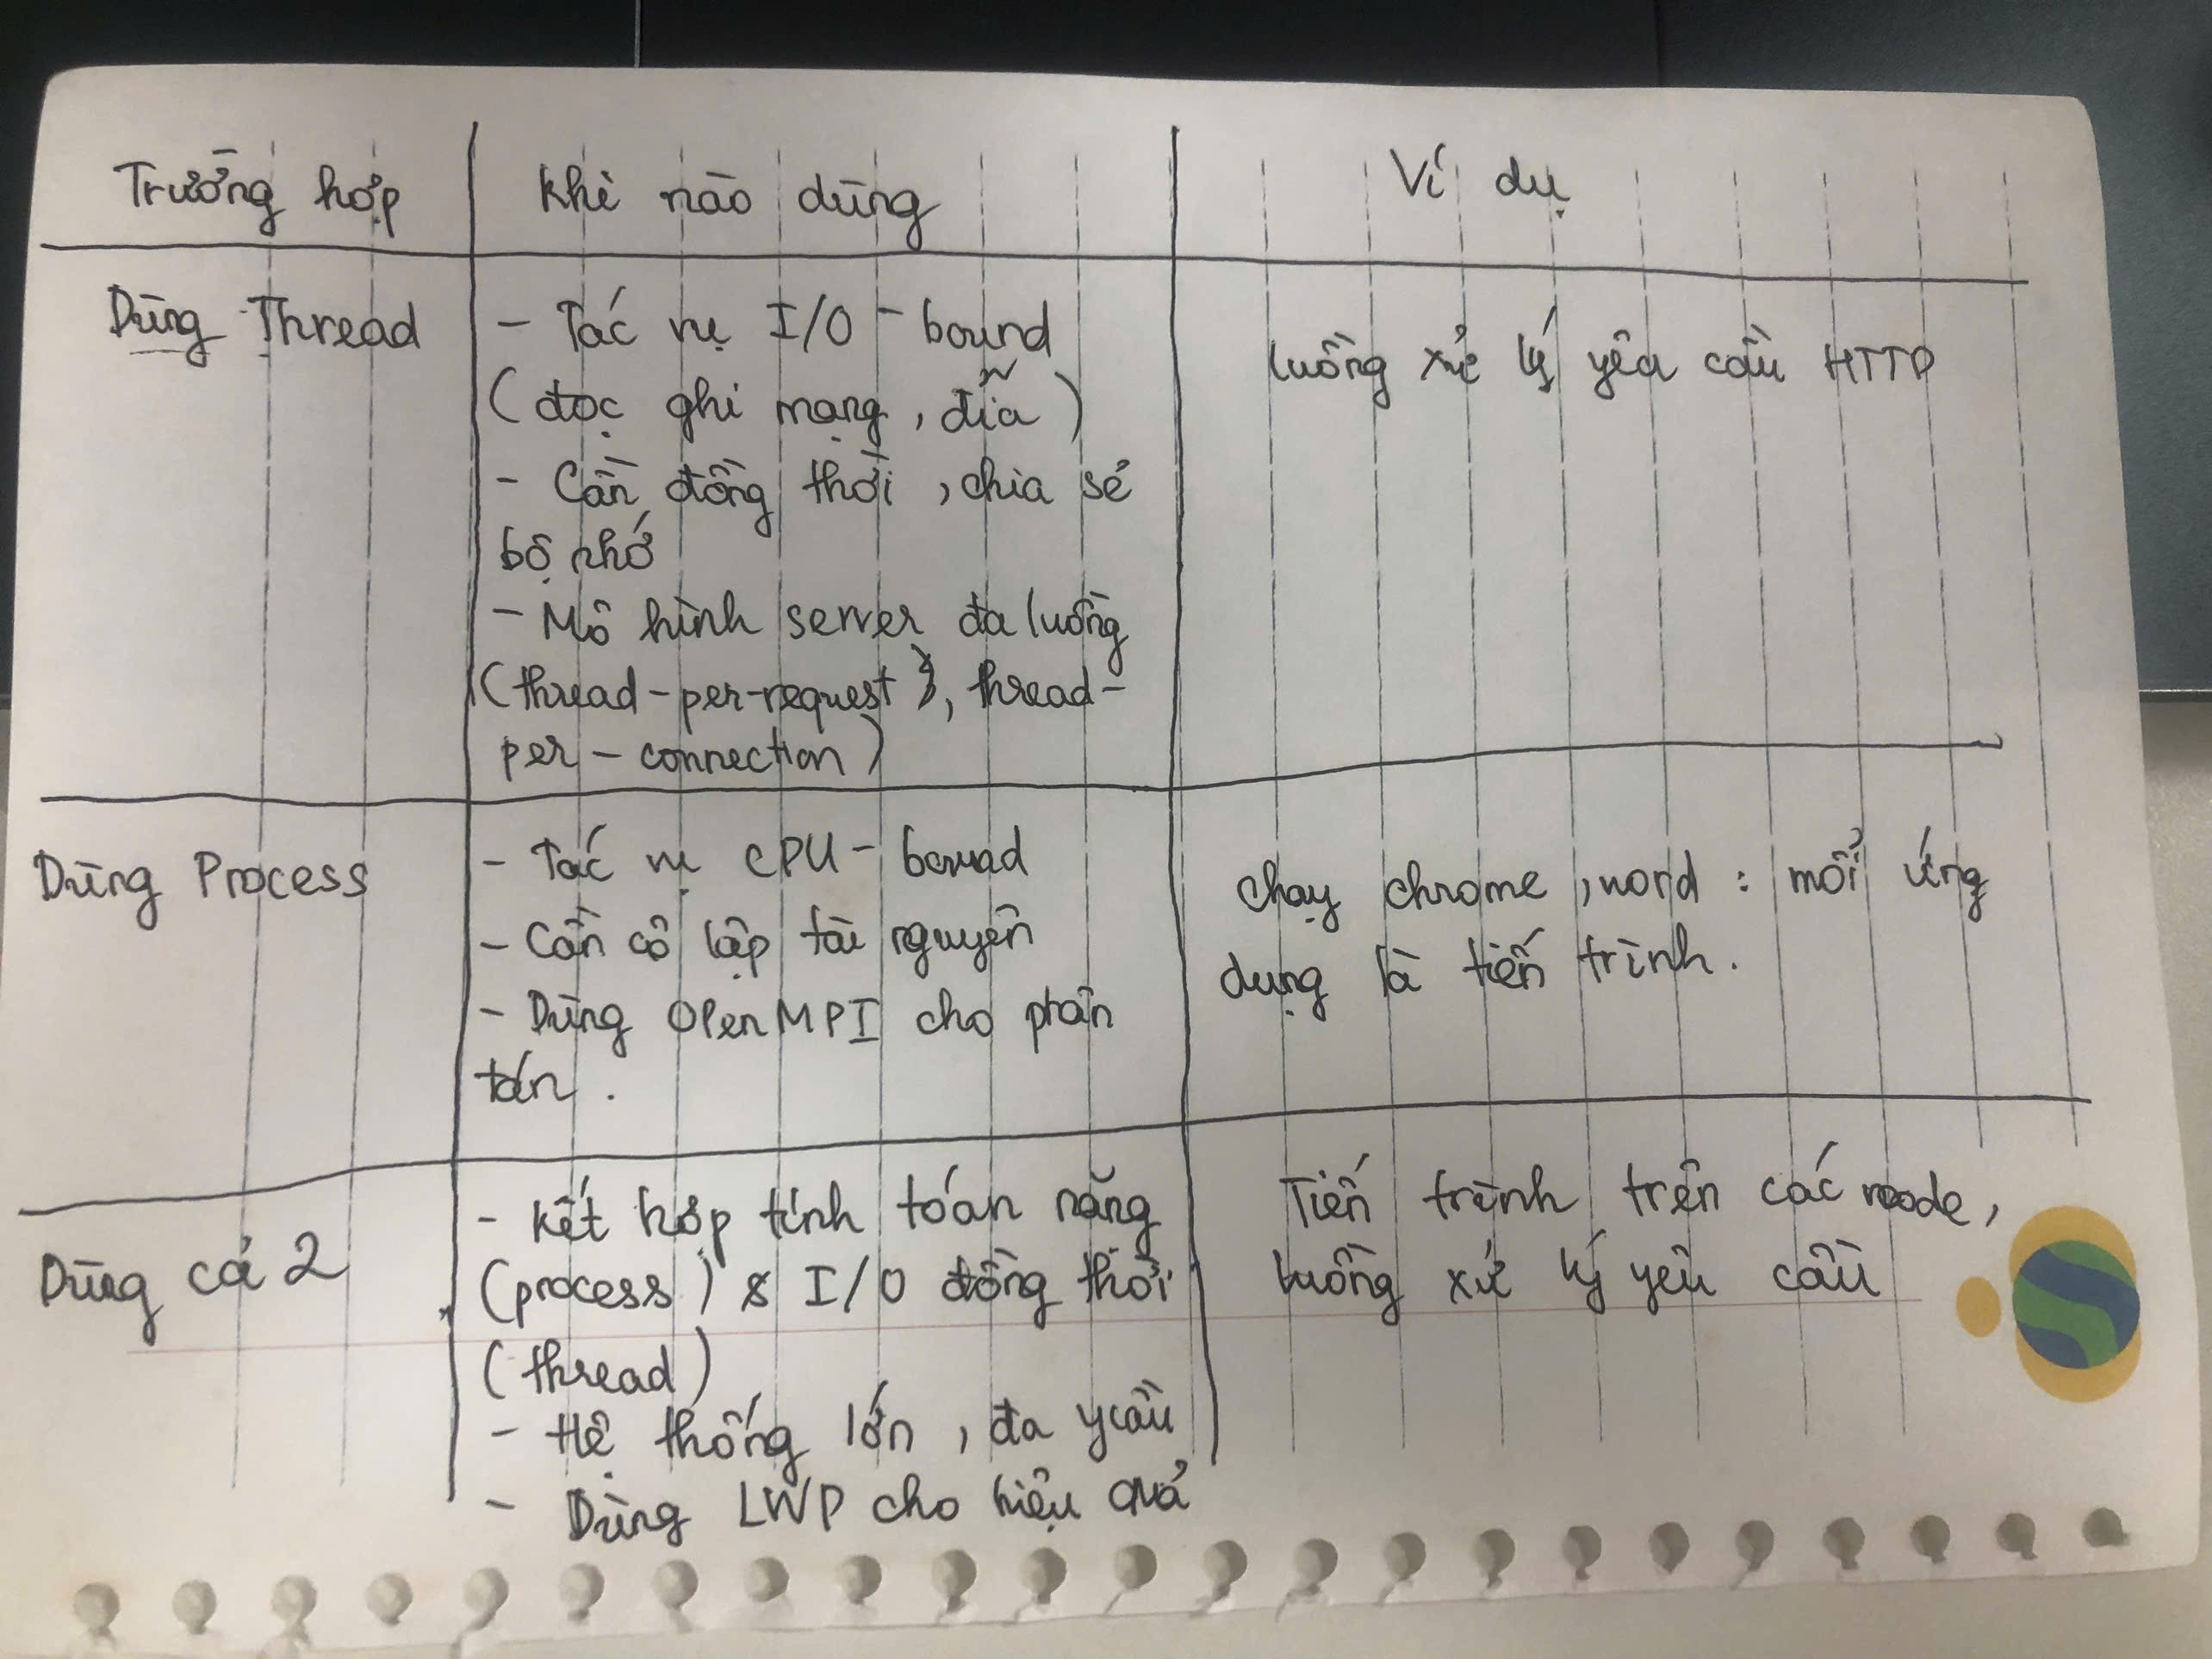 Trường hợp
Khi nào dùng
Ví dụ
Dùng Thread
- Tác vụ I/O - bound
(đọc ghi mạng, đĩa)
- Cần đồng thời, chia sẻ
bộ nhớ
- Mô hình server đa luồng
(thread-per-request), thread-
per-connection)
luồng xử lý yêu cầu HTTP
Dùng Process
- Tác vụ CPU - bound
- Cần cô lập tài nguyên
- Dùng OpenMPI cho phân
tán.
chạy chrome, word : mỗi ứng
dụng là tiến trình.
Dùng cả 2
- Kết hợp tính toán nặng
(process) & I/O đồng thời
(thread)
- Hệ thống lớn, đa ycầu
- Dùng LWP cho hiệu quả
Tiến trình trên các node,
luồng xử lý yêu cầu